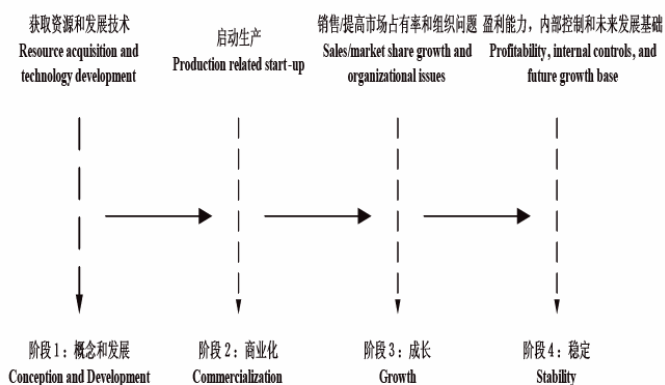 获取资源和发展技术
Resource acquisition and
technology development
启动生产
Production related start-up
销售/提高市场占有率和组织问题
Sales/market share growth and
organizational issues
盈利能力，内部控制和未来发展基础
Profitability, internal controls, and
future growth base
阶段1：概念和发展
Conception and Development
阶段2：商业化
Commercialization
阶段3：成长
Growth
阶段4：稳定
Stability